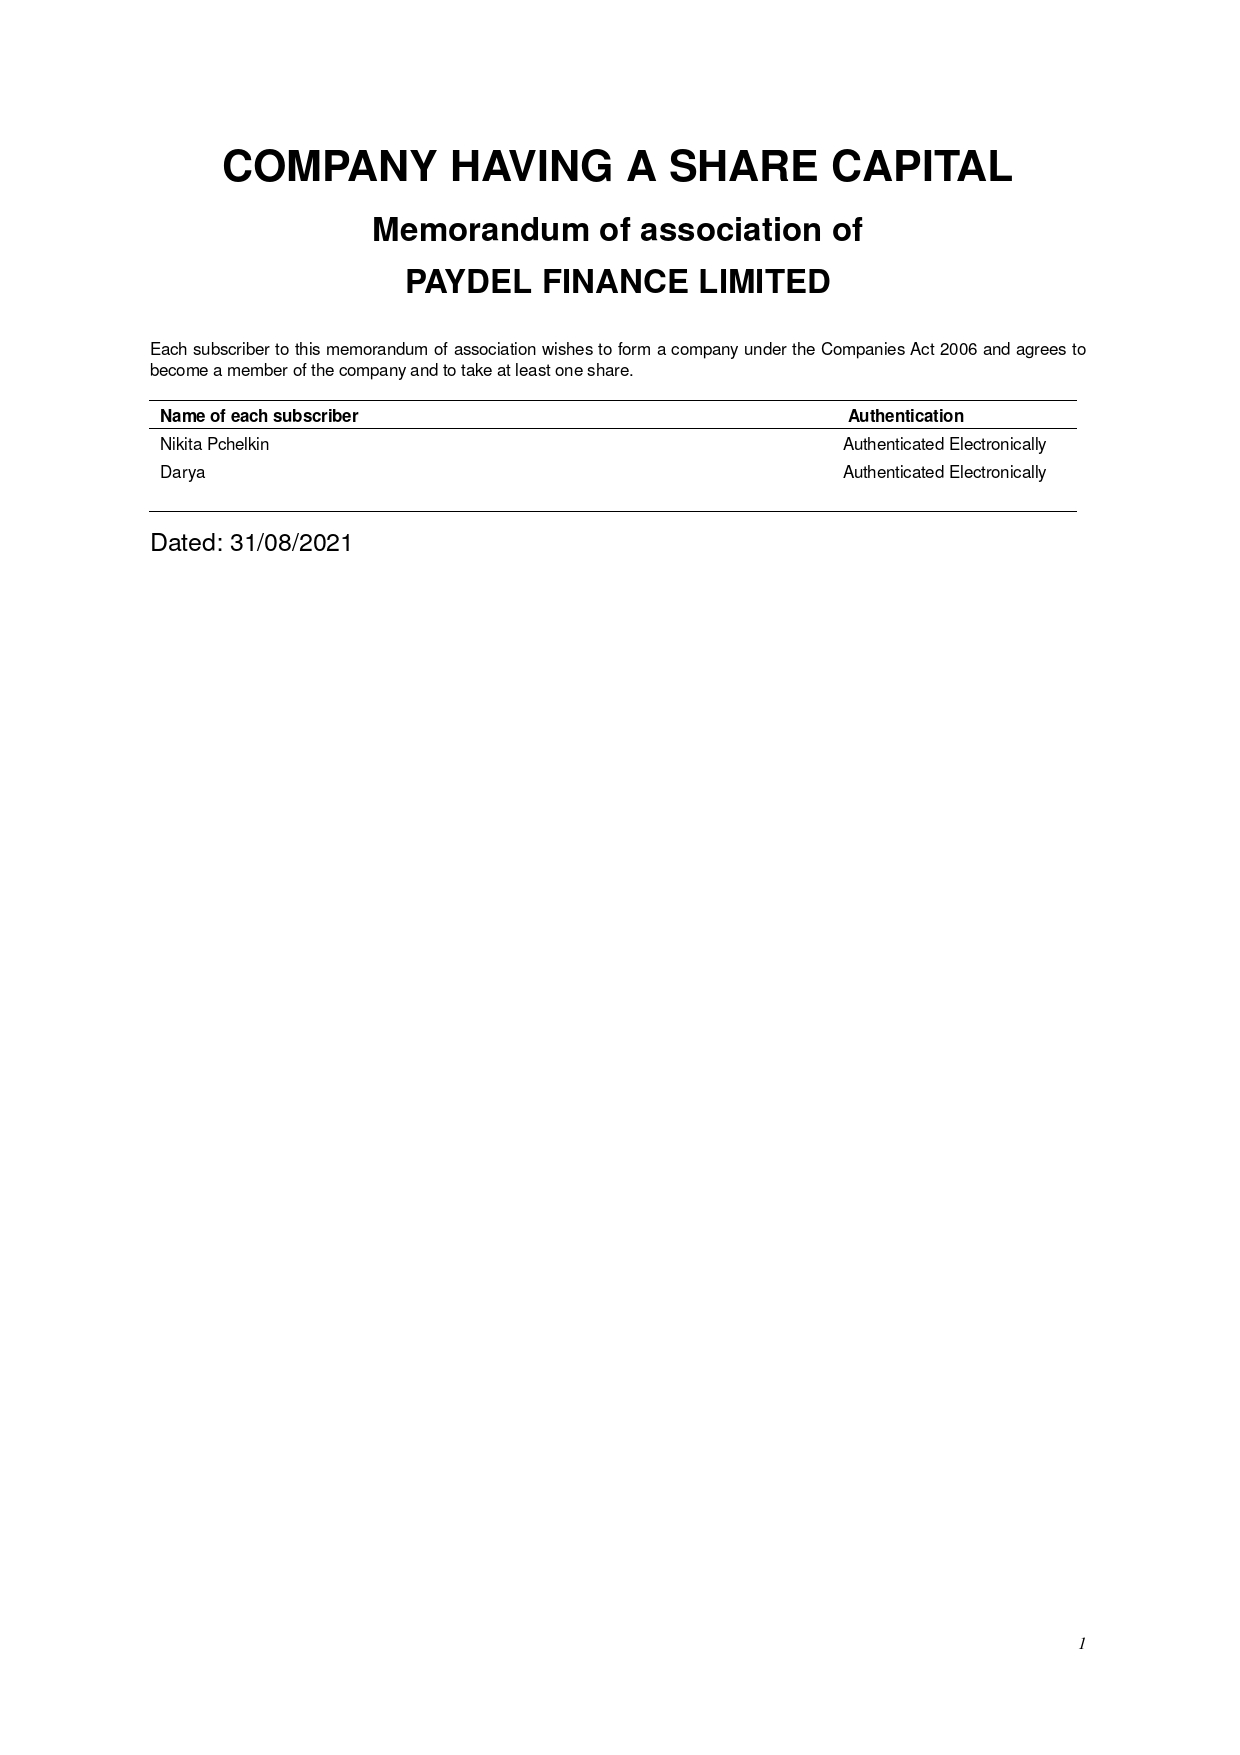 COMPANY HAVING A SHARE CAPITAL
Memorandum of association of
PAYDEL FINANCE LIMITED
Each subscriber to this memorandum of association wishes to form a company under the Companies Act 2006 and agrees to
become a member of the company and to take at least one share.
Name of each subscriber Authentication
Nikita Pchelkin Authenticated Electronically
Darya Authenticated Electronically
Dated: 31/08/2021
1